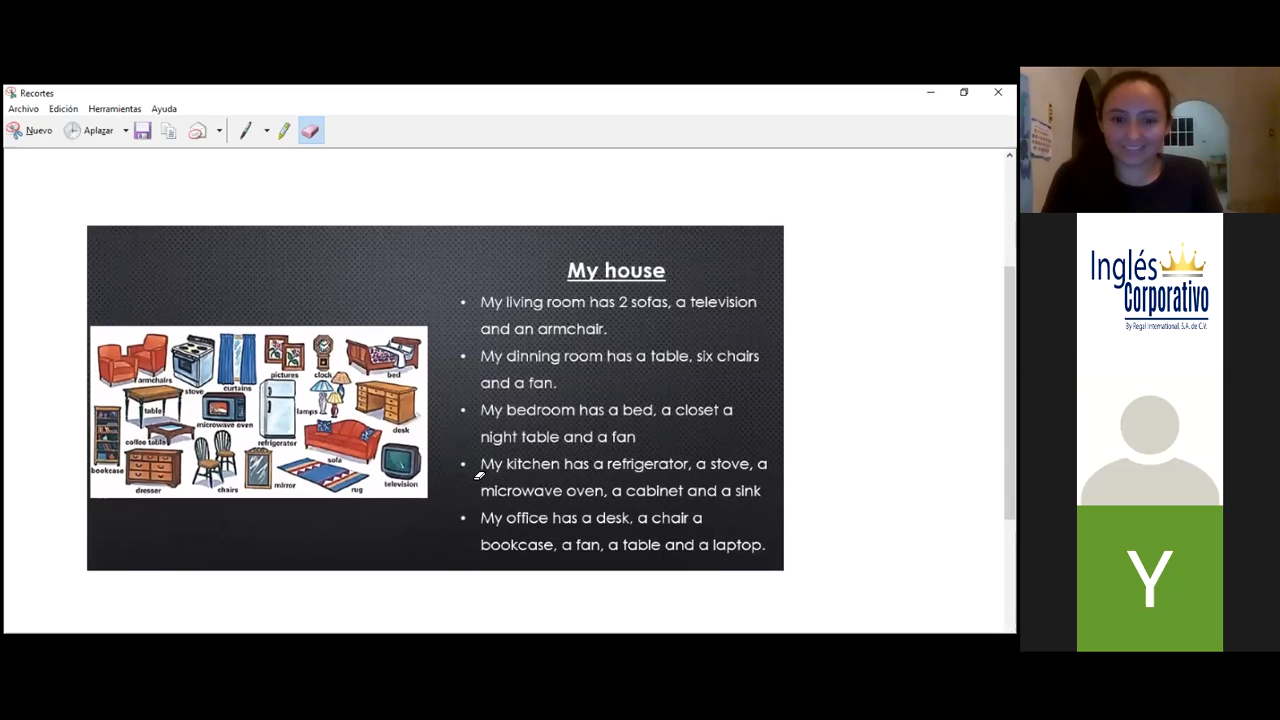 Recortes
Archivo Edición Herramientas Ayuda
Nuevo Aplazar
My house
• My living room has 2 sofas, a television
and an armchair.
• My dinning room has a table, six chairs
and a fan.
• My bedroom has a bed, a closet a
night table and a fan
• My kitchen has a refrigerator, a stove, a
microwave oven, a cabinet and a sink
• My office has a desk, a chair a
bookcase, a fan, a table and a laptop.
armchairs
stove
curtains
pictures
clock
bed
table
microwave oven
lamps
desk
coffee table
refrigerator
bookcase
dresser
chairs
mirror
sofa
rug
television
Inglés
Corporativo
By Regal International, S.A. de C.V.
Y